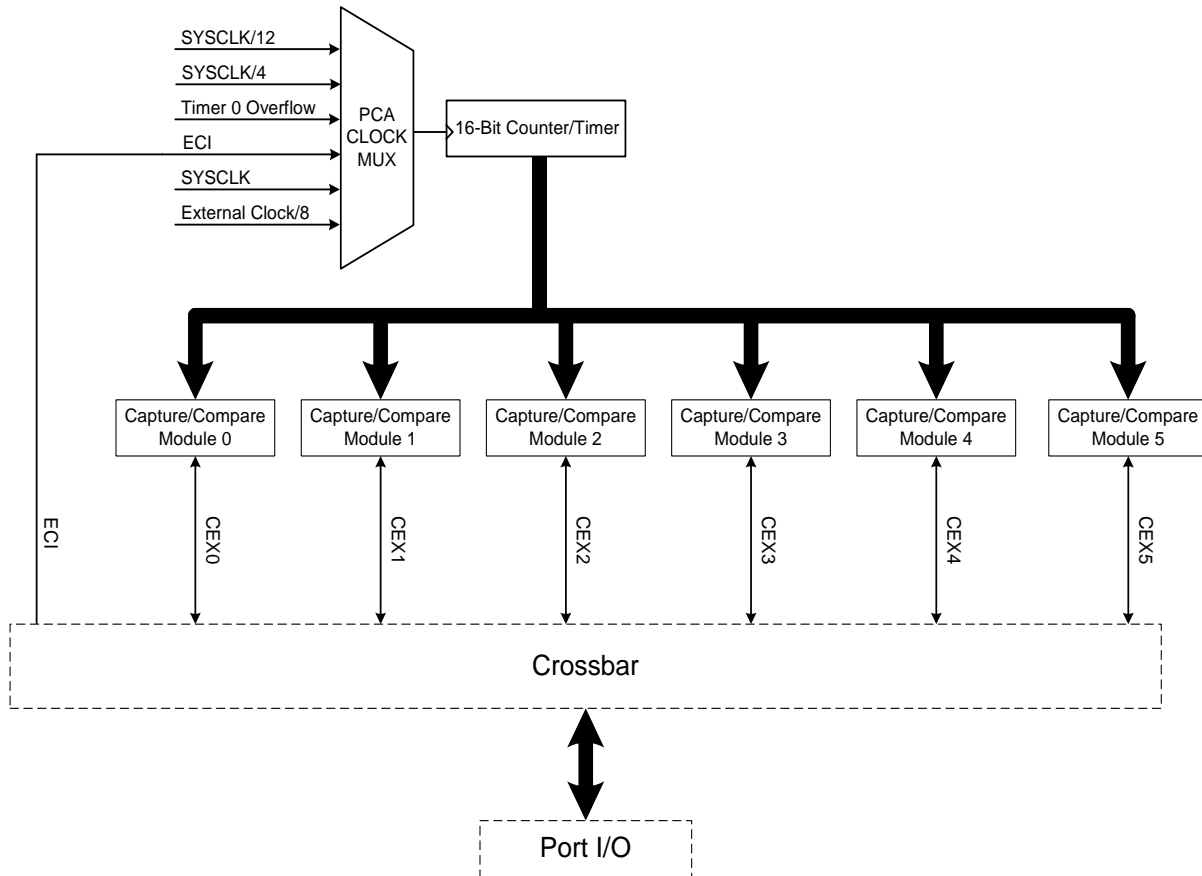 SYSCLK/12
SYSCLK/4
Timer 0 Overflow
ECI
SYSCLK
External Clock/8
PCA
CLOCK
MUX
16-Bit Counter/Timer
Capture/Compare
Module 0
Capture/Compare
Module 1
Capture/Compare
Module 2
Capture/Compare
Module 3
Capture/Compare
Module 4
Capture/Compare
Module 5
ECI
CEX0
CEX1
CEX2
CEX3
CEX4
CEX5
Crossbar
Port I/O